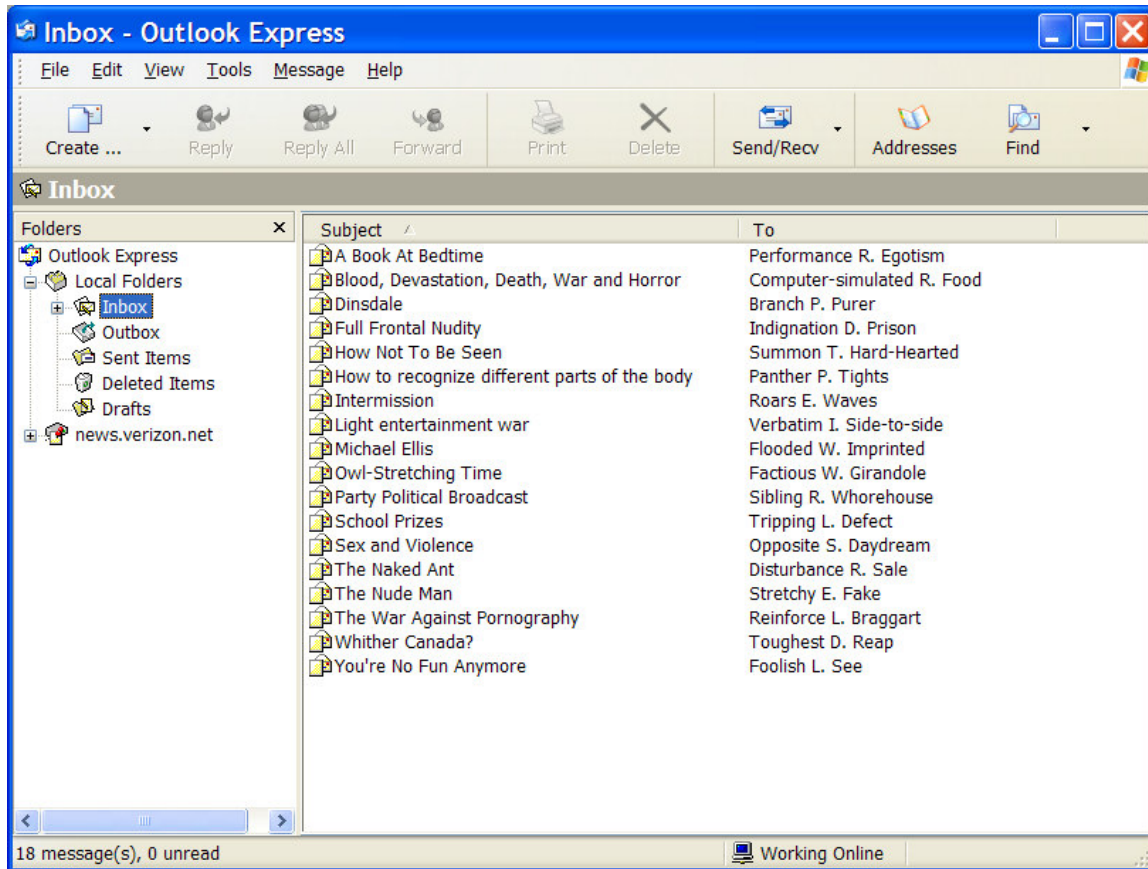 Inbox - Outlook Express
File Edit View Tools Message Help
Create ... Reply Reply All Forward Print Delete Send/Recv Addresses Find
Inbox
Folders
Outlook Express
Local Folders
Inbox
Outbox
Sent Items
Deleted Items
Drafts
news.verizon.net
Subject To
A Book At Bedtime Performance R. Egotism
Blood, Devastation, Death, War and Horror Computer-simulated R. Food
Dinsdale Branch P. Purer
Full Frontal Nudity Indignation D. Prison
How Not To Be Seen Summon T. Hard-Hearted
How to recognize different parts of the body Panther P. Tights
Intermission Roars E. Waves
Light entertainment war Verbatim I. Side-to-side
Michael Ellis Flooded W. Imprinted
Owl-Stretching Time Factious W. Girandole
Party Political Broadcast Sibling R. Whorehouse
School Prizes Tripping L. Defect
Sex and Violence Opposite S. Daydream
The Naked Ant Disturbance R. Sale
The Nude Man Stretchy E. Fake
The War Against Pornography Reinforce L. Braggart
Whither Canada? Toughest D. Reap
You're No Fun Anymore Foolish L. See
18 message(s), 0 unread Working Online